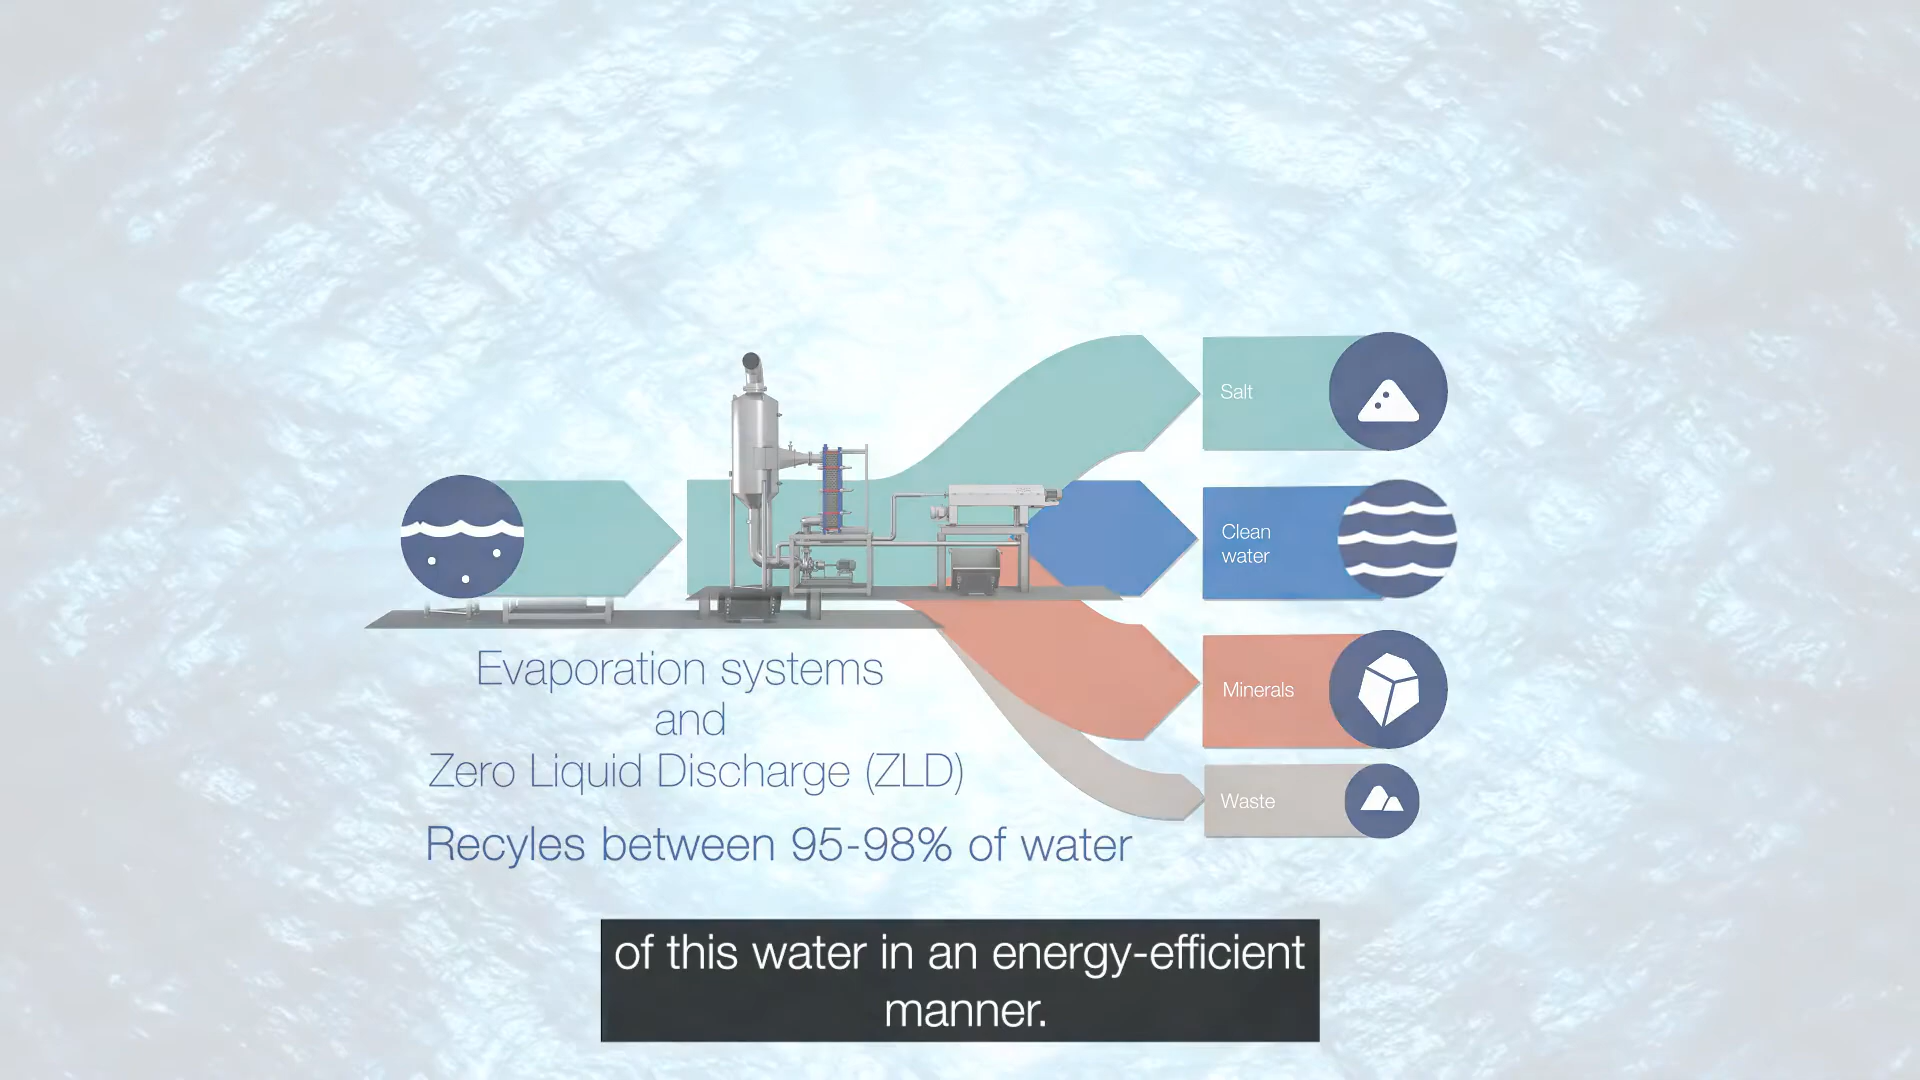 Salt
Clean
water
Minerals
Waste
Evaporation systems
and
Zero Liquid Discharge (ZLD)
Recyles between 95-98% of water
of this water in an energy-efficient
manner.